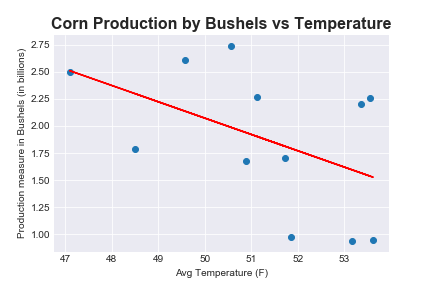 Corn Production by Bushels vs Temperature
Production measure in Bushels (in billions)
2.75
2.50
2.25
2.00
1.75
1.50
1.25
1.00
47 48 49 50 51 52 53
Avg Temperature (F)